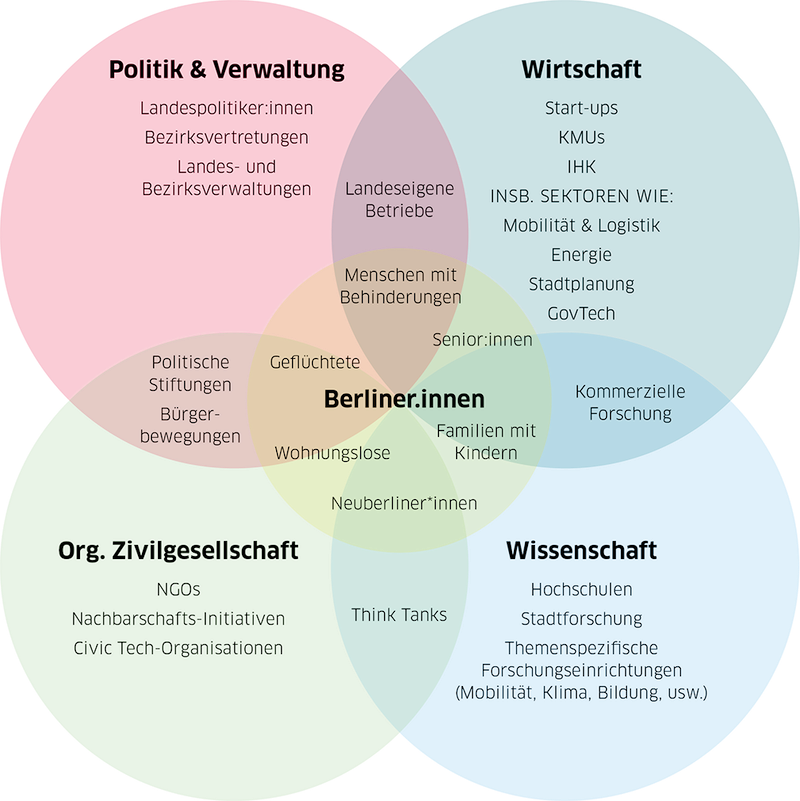 Politik & Verwaltung
Landespolitiker:innen
Bezirksvertretungen
Landes- und
Bezirksverwaltungen
Wirtschaft
Start-ups
KMUs
IHK
INSB. SEKTOREN WIE:
Mobilität & Logistik
Energie
Stadtplanung
GovTech
Landeseigene
Betriebe
Menschen mit
Behinderungen
Senior:innen
Geflüchtete
Politische
Stiftungen
Bürger-
bewegungen
Berliner.innen
Kommerzielle
Forschung
Familien mit
Kindern
Wohnungslose
Neuberliner*innen
Org. Zivilgesellschaft
NGOs
Nachbarschafts-Initiativen
Civic Tech-Organisationen
Think Tanks
Wissenschaft
Hochschulen
Stadtforschung
Themenspezifische
Forschungseinrichtungen
(Mobilität, Klima, Bildung, usw.)